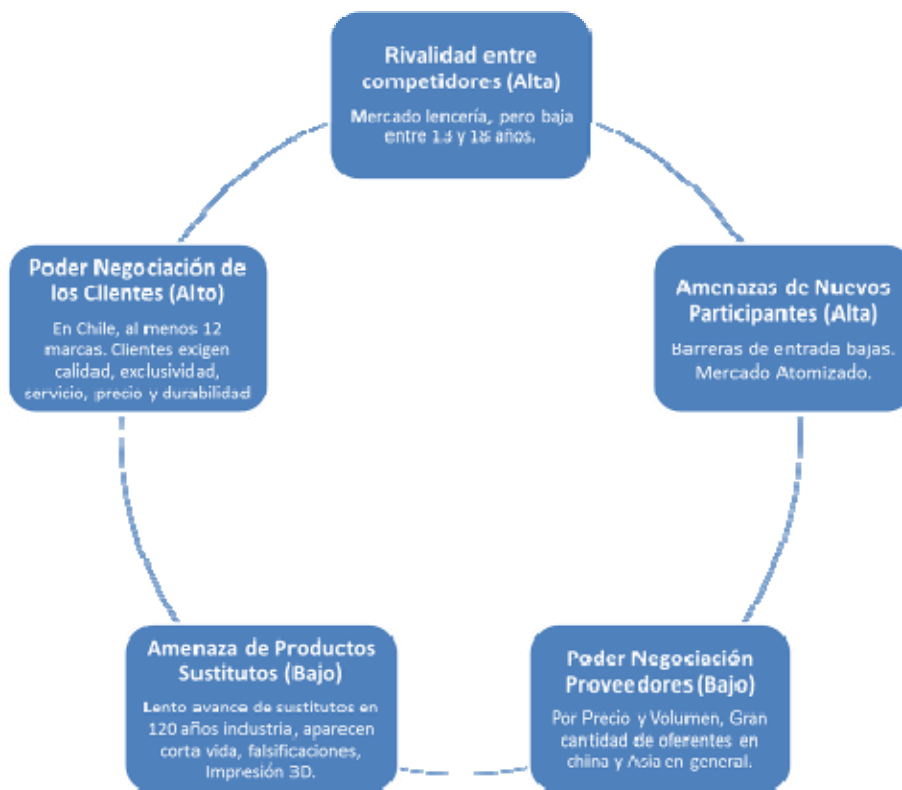 Rivalidad entre
competidores (Alta)
Mercado lencería, pero baja
entre 13 y 18 años.
Amenazas de Nuevos
Participantes (Alta)
Barreras de entrada bajas.
Mercado Atomizado.
Poder Negociación
Proveedores (Bajo)
Por Precio y Volumen, Gran
cantidad de oferentes en
china y Asia en general.
Amenaza de Productos
Sustitutos (Bajo)
Lento avance de sustitutos en
120 años industria, aparecen
corta vida, falsificaciones,
Impresión 3D.
Poder Negociación de
los Clientes (Alto)
En Chile, al menos 12
marcas. Clientes exigen
calidad, exclusividad,
servicio, precio y durabilidad